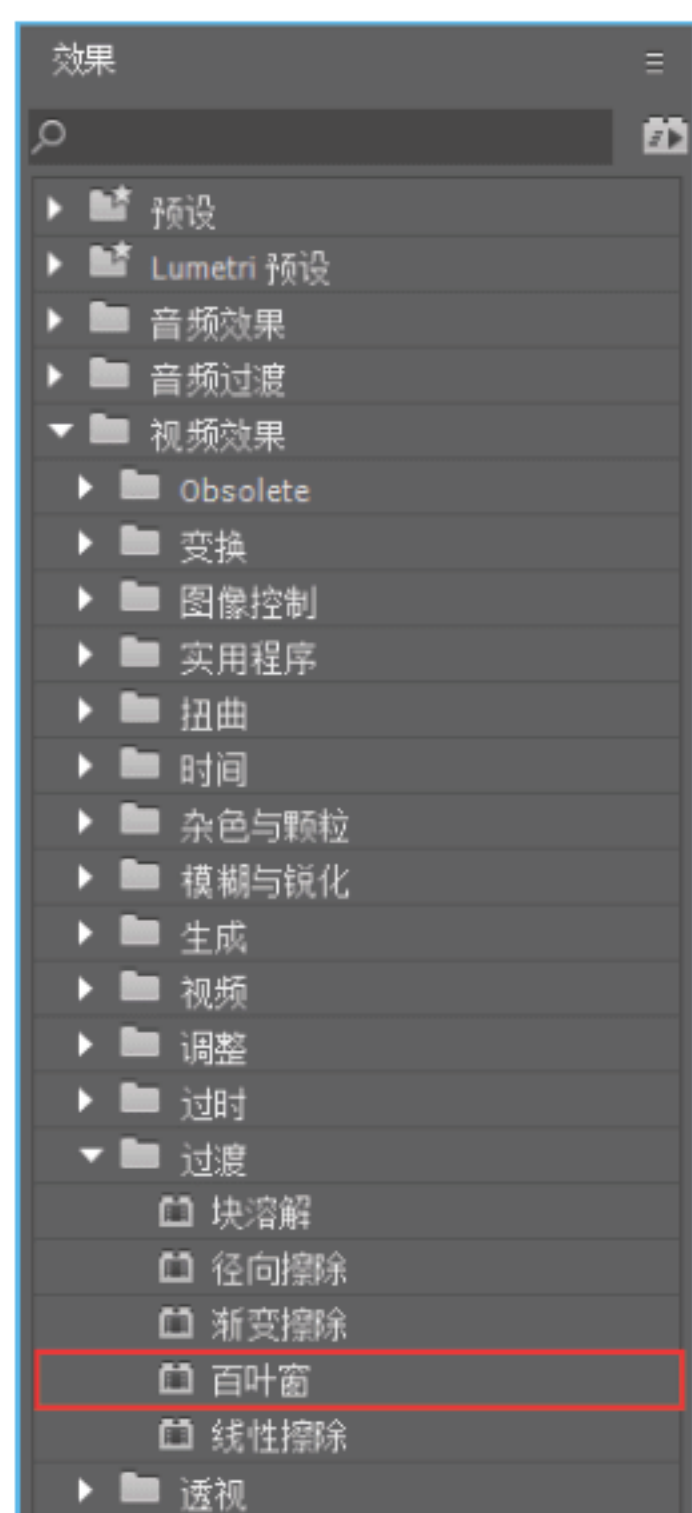 效果
预设
Lumetri 预设
音频效果
音频过渡
视频效果
Obsolete
变换
图像控制
实用程序
扭曲
时间
杂色与颗粒
模糊与锐化
生成
视频
调整
过时
过渡
块溶解
径向擦除
渐变擦除
百叶窗
线性擦除
透视